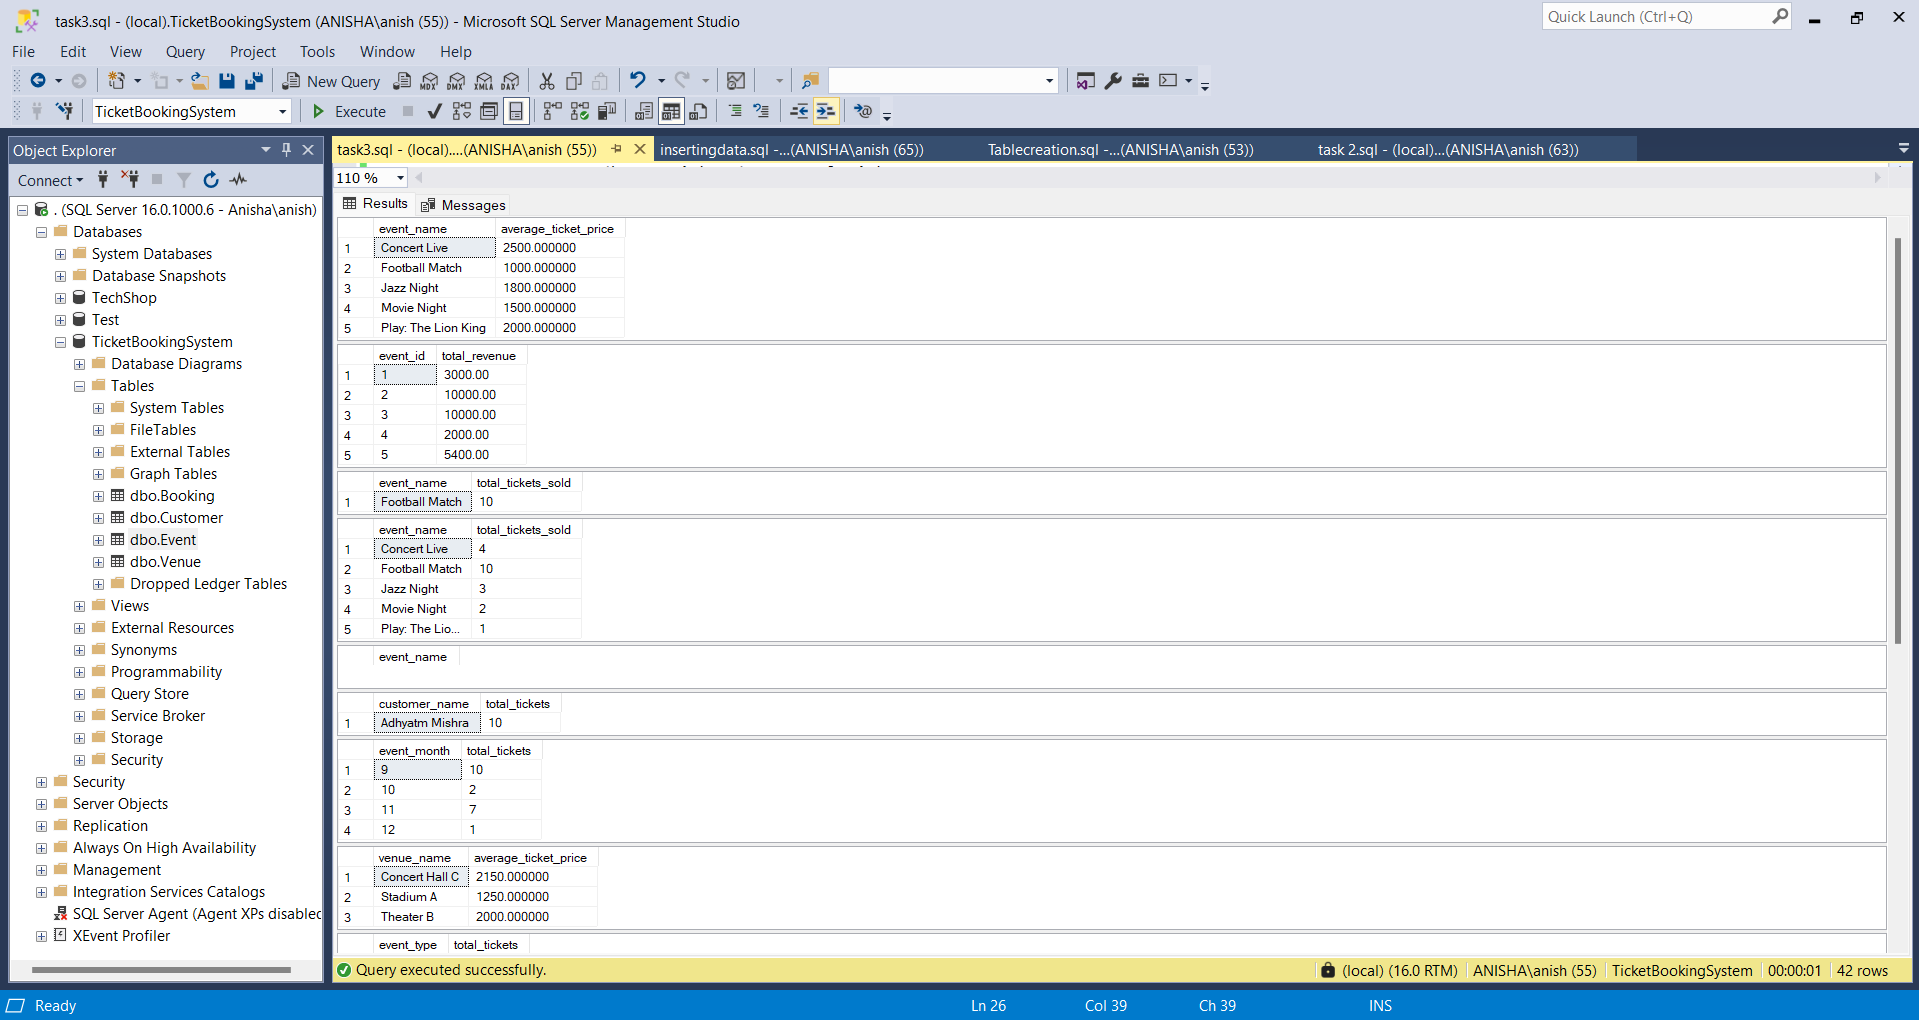 task3.sql - (local).TicketBookingSystem (ANISHA\anish (55)) - Microsoft SQL Server Management Studio
Quick Launch (Ctrl+Q)
File Edit View Query Project Tools Window Help
New Query MDX DMX XMLA DAX
TicketBookingSystem Execute
Object Explorer
Connect
. (SQL Server 16.0.1000.6 - Anisha\anish)
Databases
System Databases
Database Snapshots
TechShop
Test
TicketBookingSystem
Database Diagrams
Tables
System Tables
FileTables
External Tables
Graph Tables
dbo.Booking
dbo.Customer
dbo.Event
dbo.Venue
Dropped Ledger Tables
Views
External Resources
Synonyms
Programmability
Query Store
Service Broker
Storage
Security
Security
Server Objects
Replication
Always On High Availability
Management
Integration Services Catalogs
SQL Server Agent (Agent XPs disabled
XEvent Profiler
task3.sql - (local)....(ANISHA\anish (55)) insertingdata.sql -...(ANISHA\anish (65)) Tablecreation.sql -...(ANISHA\anish (53)) task 2.sql - (local)...(ANISHA\anish (63))
110 %
Results Messages
event_name average_ticket_price
1 Concert Live 2500.000000
2 Football Match 1000.000000
3 Jazz Night 1800.000000
4 Movie Night 1500.000000
5 Play: The Lion King 2000.000000
event_id total_revenue
1 1 3000.00
2 2 10000.00
3 3 10000.00
4 4 2000.00
5 5 5400.00
event_name total_tickets_sold
1 Football Match 10
event_name total_tickets_sold
1 Concert Live 4
2 Football Match 10
3 Jazz Night 3
4 Movie Night 2
5 Play: The Lio... 1
event_name
customer_name total_tickets
1 Adhyatm Mishra 10
event_month total_tickets
1 9 10
2 10 2
3 11 7
4 12 1
venue_name average_ticket_price
1 Concert Hall C 2150.000000
2 Stadium A 1250.000000
3 Theater B 2000.000000
event_type total_tickets
Query executed successfully. (local) (16.0 RTM) ANISHA\anish (55) TicketBookingSystem 00:00:01 42 rows
Ready Ln 26 Col 39 Ch 39 INS